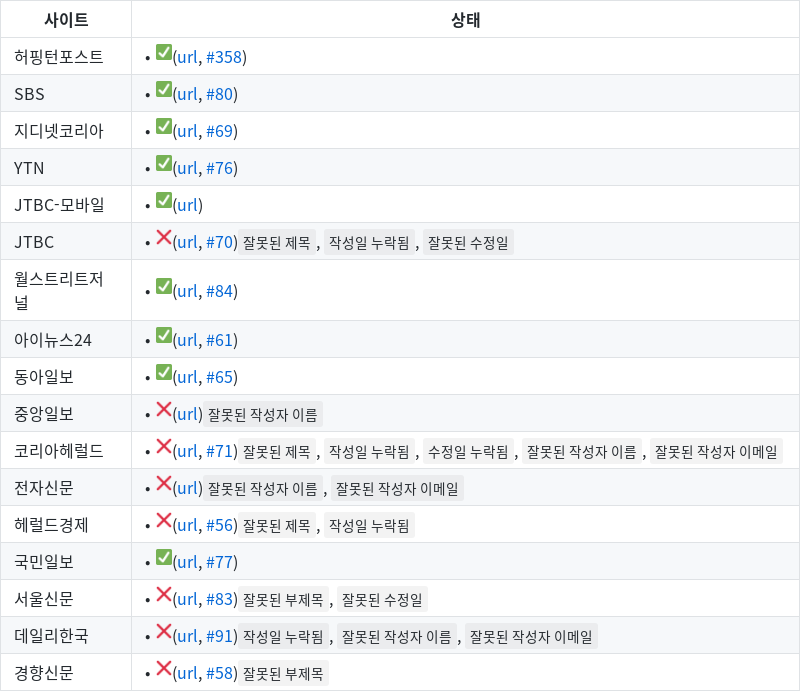 사이트 상태
허핑턴포스트 • ✅(url, #358)
SBS • ✅(url, #80)
지디넷코리아 • ✅(url, #69)
YTN • ✅(url, #76)
JTBC-모바일 • ✅(url)
JTBC • ❌(url, #70) 잘못된 제목 , 작성일 누락됨 , 잘못된 수정일
월스트리트저
널 • ✅(url, #84)
아이뉴스24 • ✅(url, #61)
동아일보 • ✅(url, #65)
중앙일보 • ❌(url) 잘못된 작성자 이름
코리아헤럴드 • ❌(url, #71) 잘못된 제목 , 작성일 누락됨 , 수정일 누락됨 , 잘못된 작성자 이름 , 잘못된 작성자 이메일
전자신문 • ❌(url) 잘못된 작성자 이름 , 잘못된 작성자 이메일
헤럴드경제 • ❌(url, #56) 잘못된 제목 , 작성일 누락됨
국민일보 • ✅(url, #77)
서울신문 • ❌(url, #83) 잘못된 부제목 , 잘못된 수정일
데일리한국 • ❌(url, #91) 작성일 누락됨 , 잘못된 작성자 이름 , 잘못된 작성자 이메일
경향신문 • ❌(url, #58) 잘못된 부제목